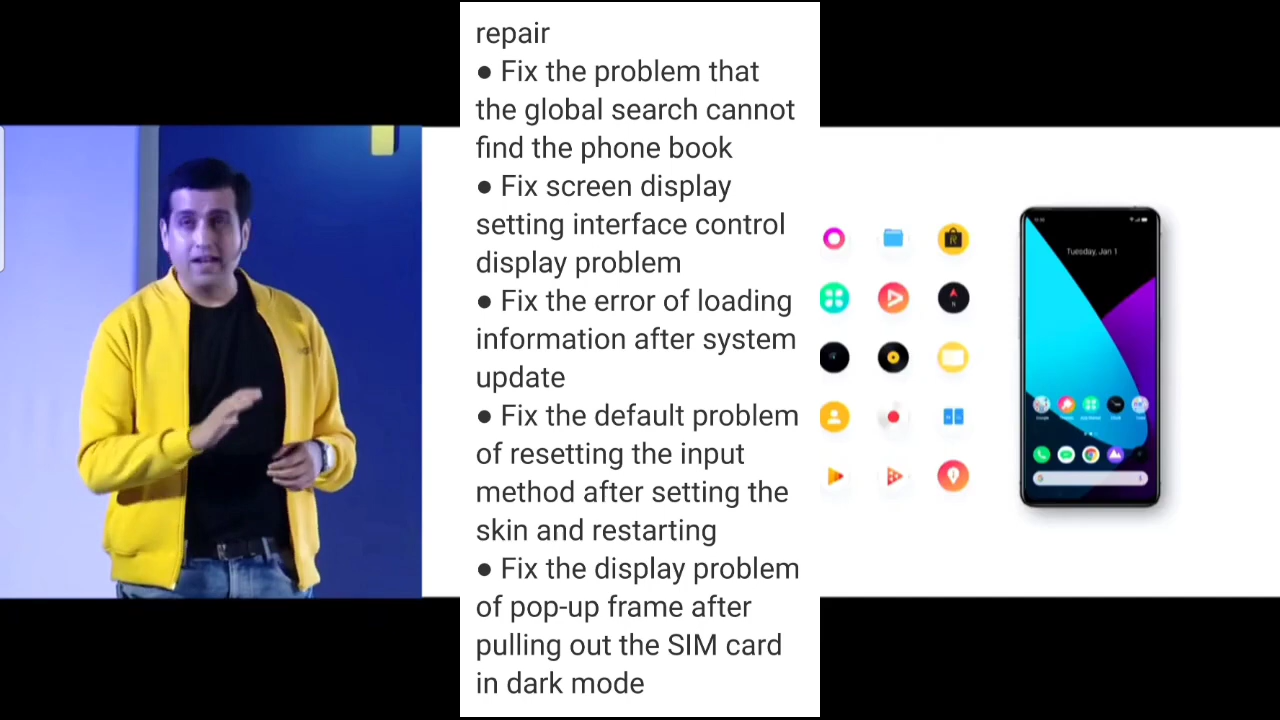 repair
● Fix the problem that
the global search cannot
find the phone book
● Fix screen display
setting interface control
display problem
● Fix the error of loading
information after system
update
● Fix the default problem
of resetting the input
method after setting the
skin and restarting
● Fix the display problem
of pop-up frame after
pulling out the SIM card
in dark mode
Tuesday, Jan 1